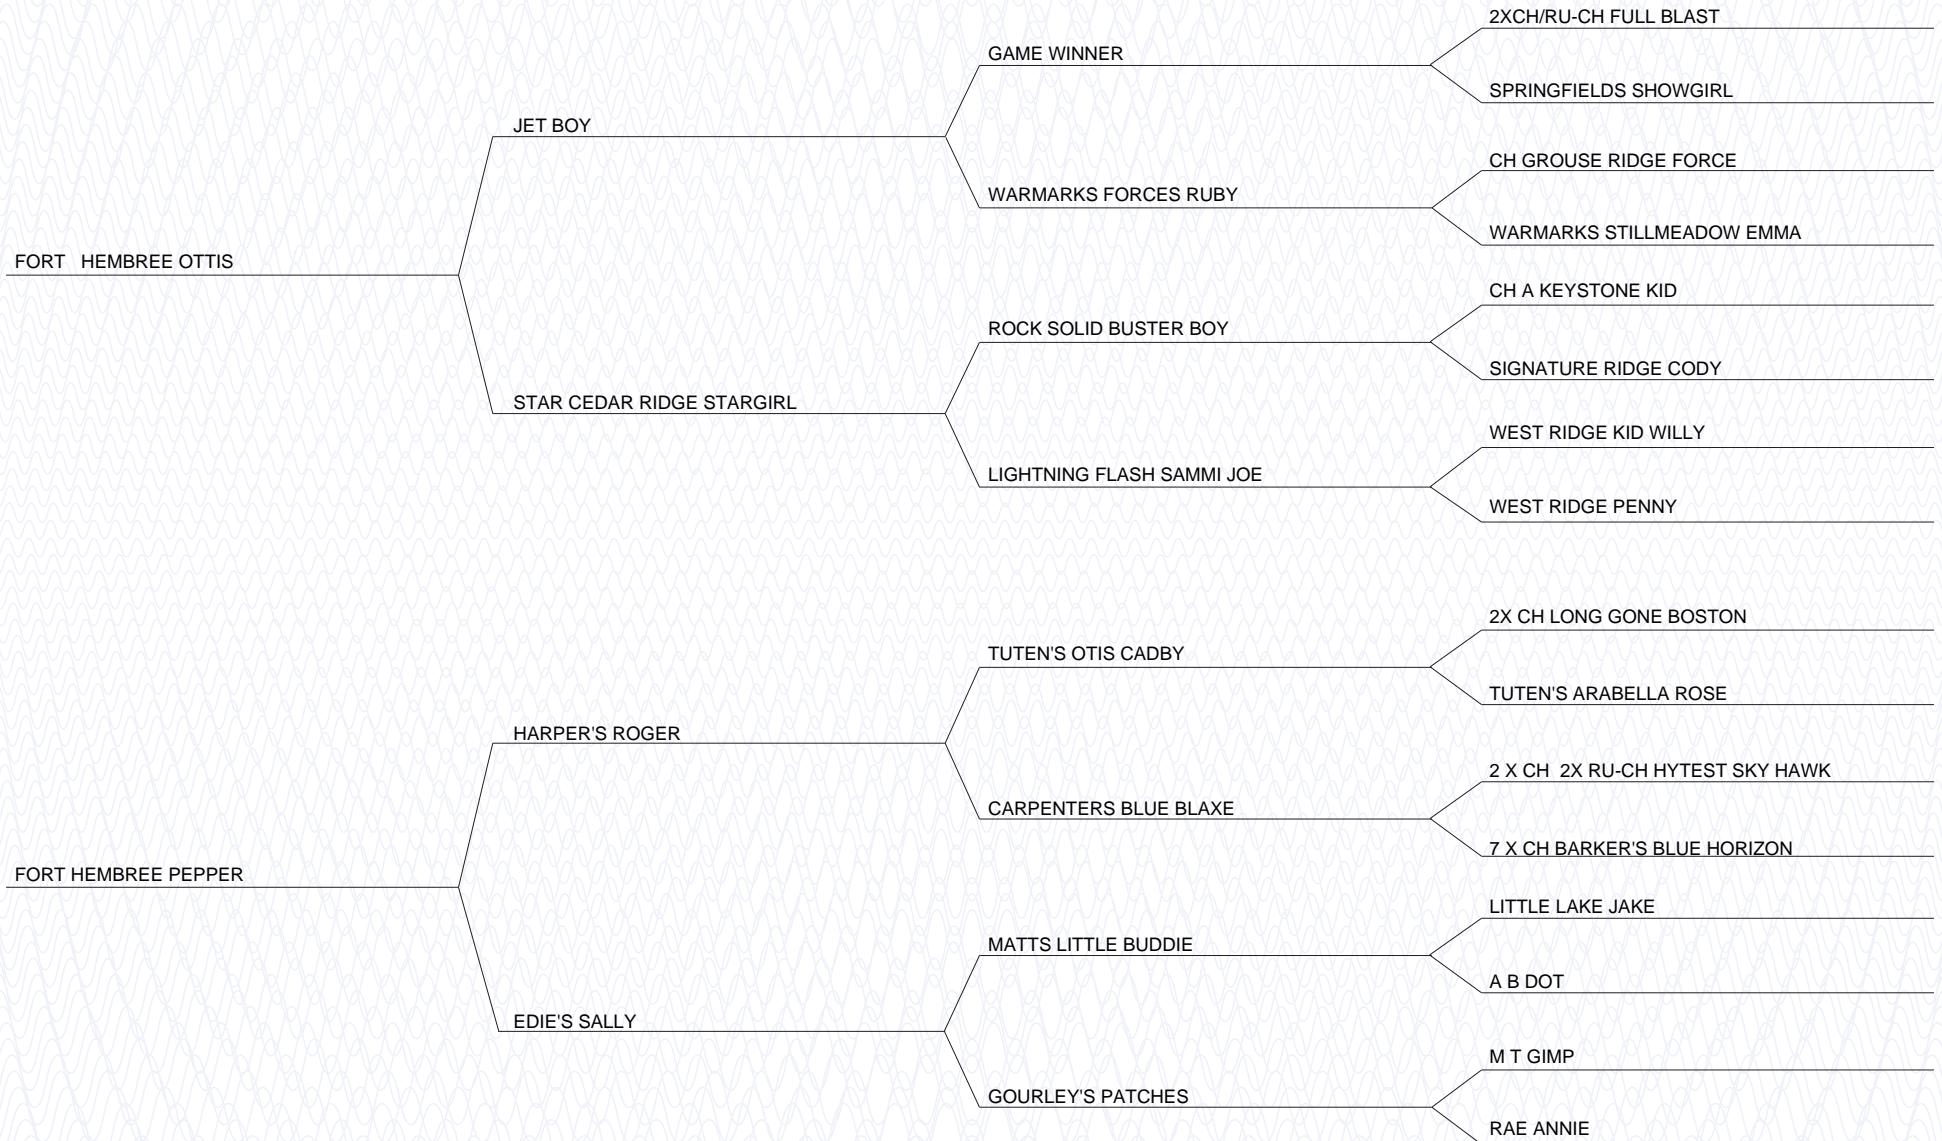 2XCH/RU-CH FULL BLAST
GAME WINNER
SPRINGFIELDS SHOWGIRL
JET BOY
CH GROUSE RIDGE FORCE
WARMARKS FORCES RUBY
WARMARKS STILLMEADOW EMMA
FORT   HEMBREE OTTIS
CH A KEYSTONE KID
ROCK SOLID BUSTER BOY
SIGNATURE RIDGE CODY
STAR CEDAR RIDGE STARGIRL
WEST RIDGE KID WILLY
LIGHTNING FLASH SAMMI JOE
WEST RIDGE PENNY
2X CH LONG GONE BOSTON
TUTEN'S OTIS CADBY
TUTEN'S ARABELLA ROSE
HARPER'S ROGER
2 X CH  2X RU-CH HYTEST SKY HAWK
CARPENTERS BLUE BLAXE
7 X CH BARKER'S BLUE HORIZON
FORT HEMBREE PEPPER
LITTLE LAKE JAKE
MATTS LITTLE BUDDIE
A B DOT
EDIE'S SALLY
M T GIMP
GOURLEY'S PATCHES
RAE ANNIE